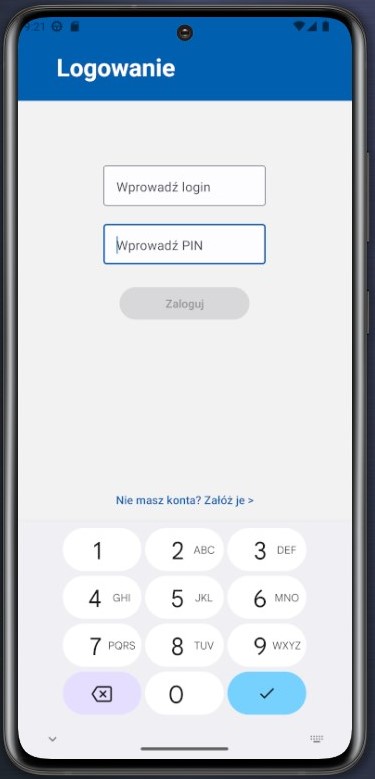 9:21
Logowanie
Wprowadź login
Wprowadź PIN
Zaloguj
Nie masz konta? Załóż je >
1 2 ABC 3 DEF
4 GHI 5 JKL 6 MNO
7 PQRS 8 TUV 9 WXYZ
0